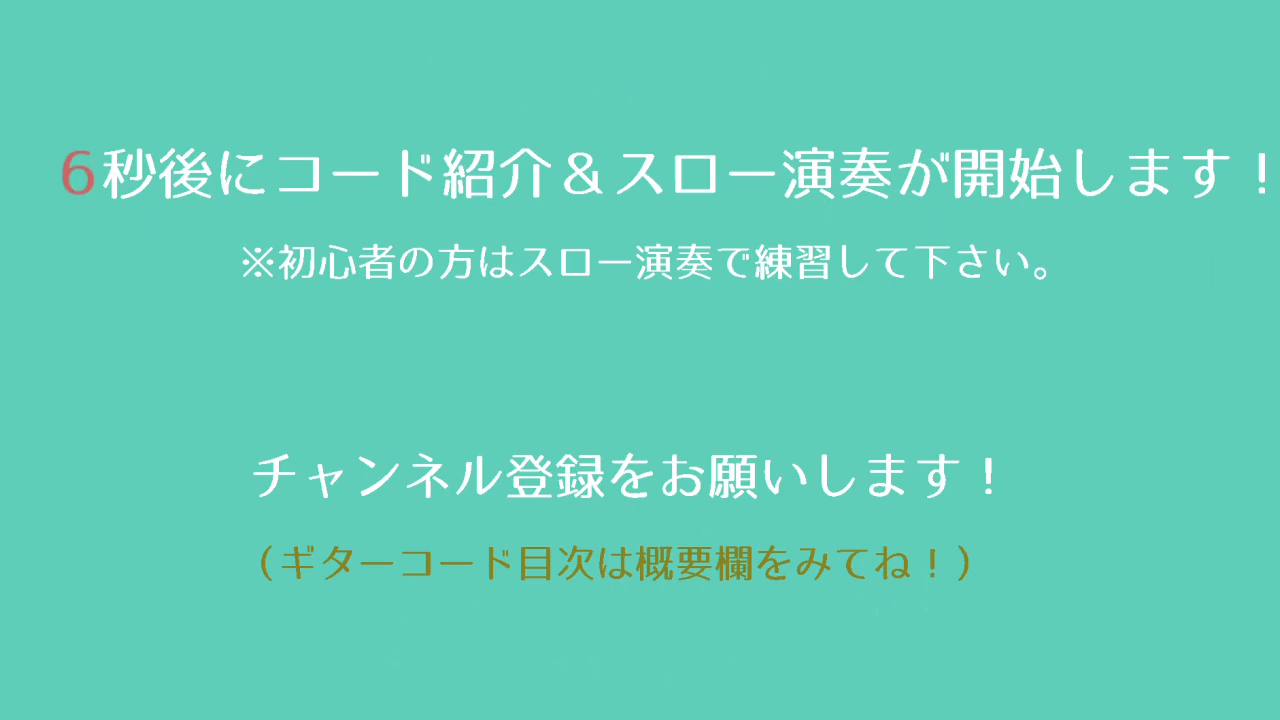 6秒後にコード紹介＆スロー演奏が開始します！
※初心者の方はスロー演奏で練習して下さい。
チャンネル登録をお願いします！
（ギターコード目次は概要欄をみてね！）